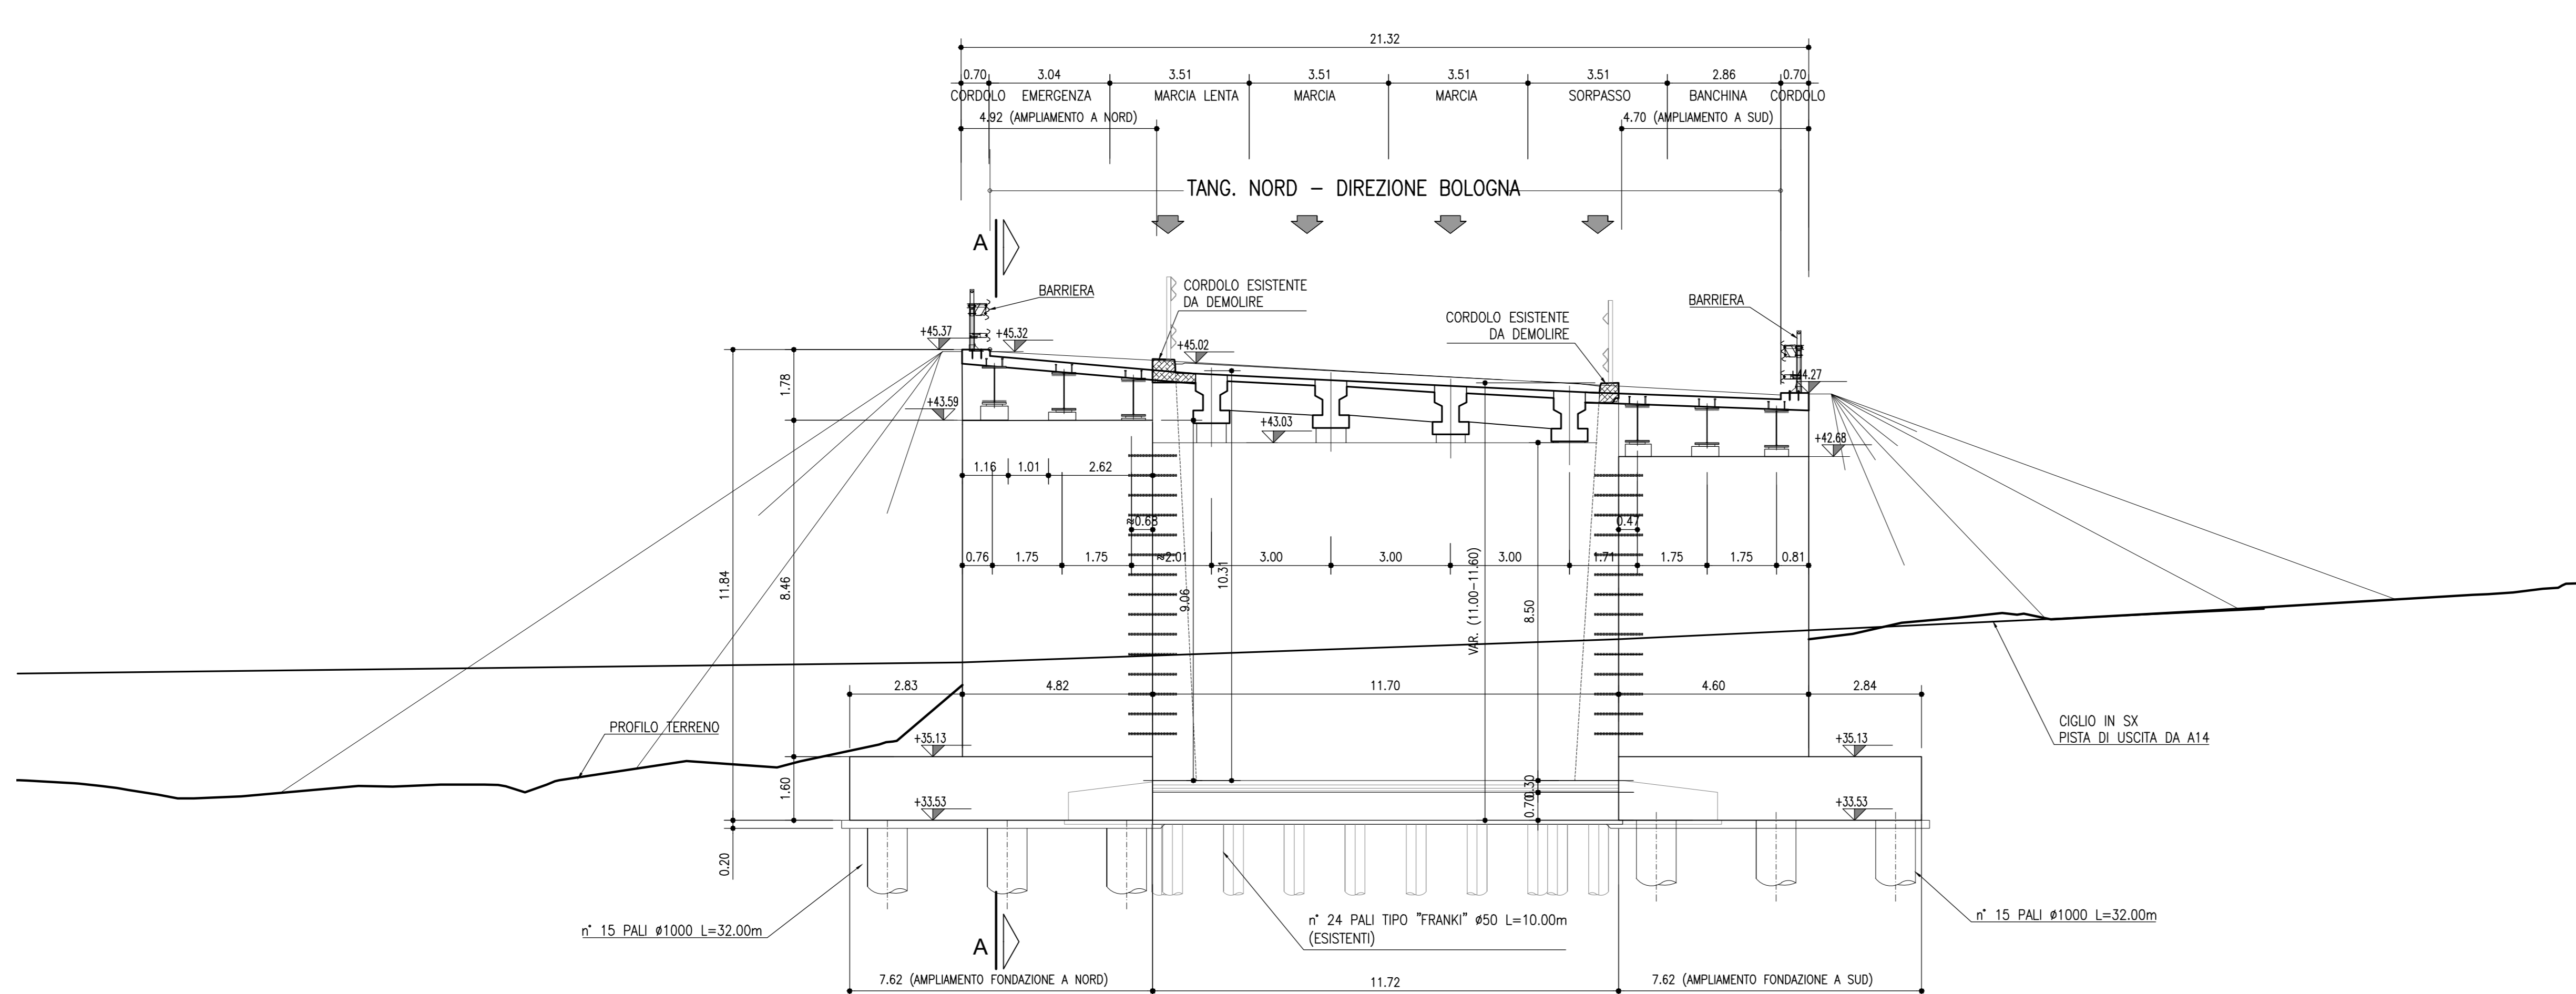 21.32
0.70 3.04 3.51 3.51 3.51 3.51 2.86 0.70
CORDOLO EMERGENZA MARCIA LENTA MARCIA MARCIA SORPASSO BANCHINA CORDOLO
4.92 (AMPLIAMENTO A NORD) 4.70 (AMPLIAMENTO A SUD)
TANG. NORD – DIREZIONE BOLOGNA
A
BARRIERA
CORDOLO ESISTENTE
DA DEMOLIRE
CORDOLO ESISTENTE
DA DEMOLIRE
BARRIERA
+45.37 +45.32
+45.02
+44.27
1.78
+43.59
+43.03
+42.68
1.16 1.01 2.62
≈0.68 0.47
0.76 1.75 1.75 ≈2.01 3.00 3.00 3.00 1.71 1.75 1.75 0.81
11.84
8.46
9.06
10.31
VAR. (11.00-11.60)
8.50
2.83 4.82 11.70 4.60 2.84
PROFILO TERRENO
CIGLIO IN SX
PISTA DI USCITA DA A14
+35.13 +35.13
1.60
0.30
0.70
+33.53 +33.53
0.20
n° 15 PALI ø1000 L=32.00m
n° 24 PALI TIPO "FRANKI" ø50 L=10.00m
(ESISTENTI)
n° 15 PALI ø1000 L=32.00m
A
7.62 (AMPLIAMENTO FONDAZIONE A NORD) 11.72 7.62 (AMPLIAMENTO FONDAZIONE A SUD)